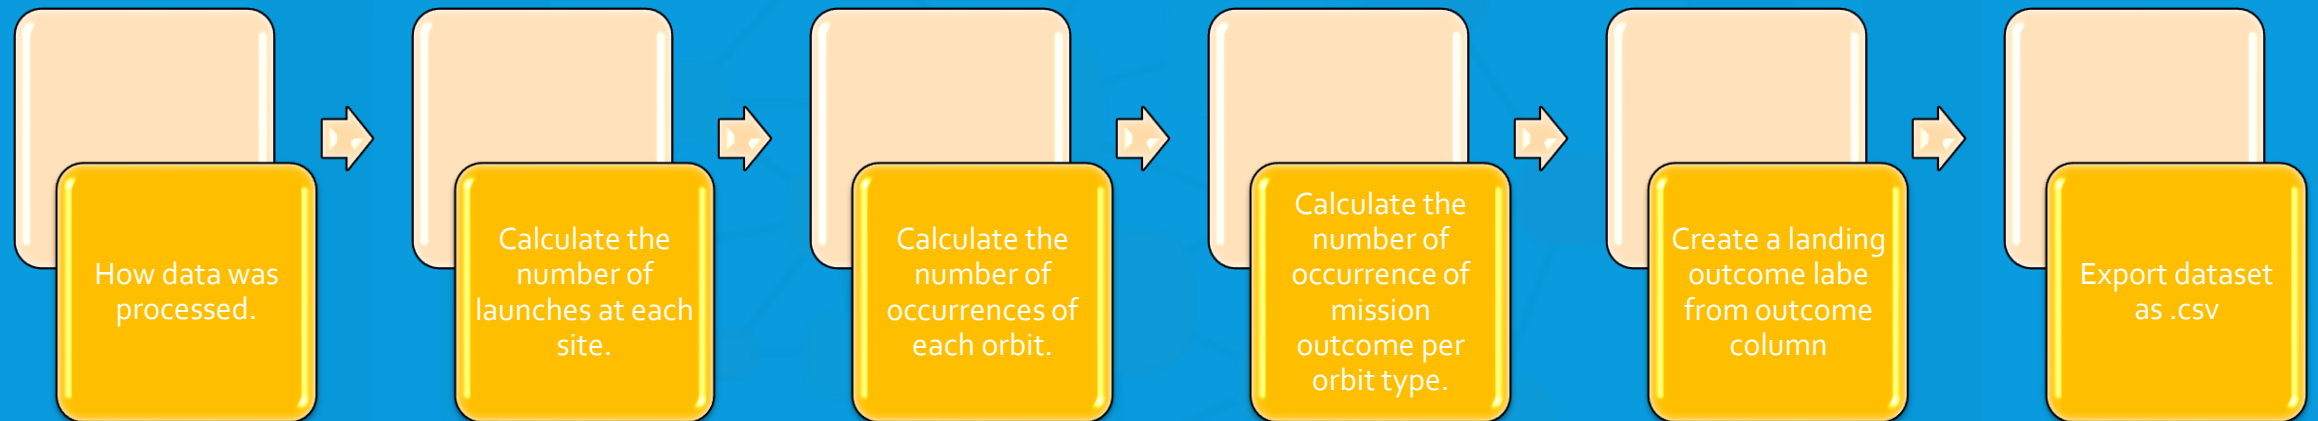 How data was
processed.
Calculate the
number of
launches at each
site.
Calculate the
number of
occurrences of
each orbit.
Calculate the
number of
occurrence of
mission
outcome per
orbit type.
Create a landing
outcome labe
from outcome
column
Export dataset
as .csv